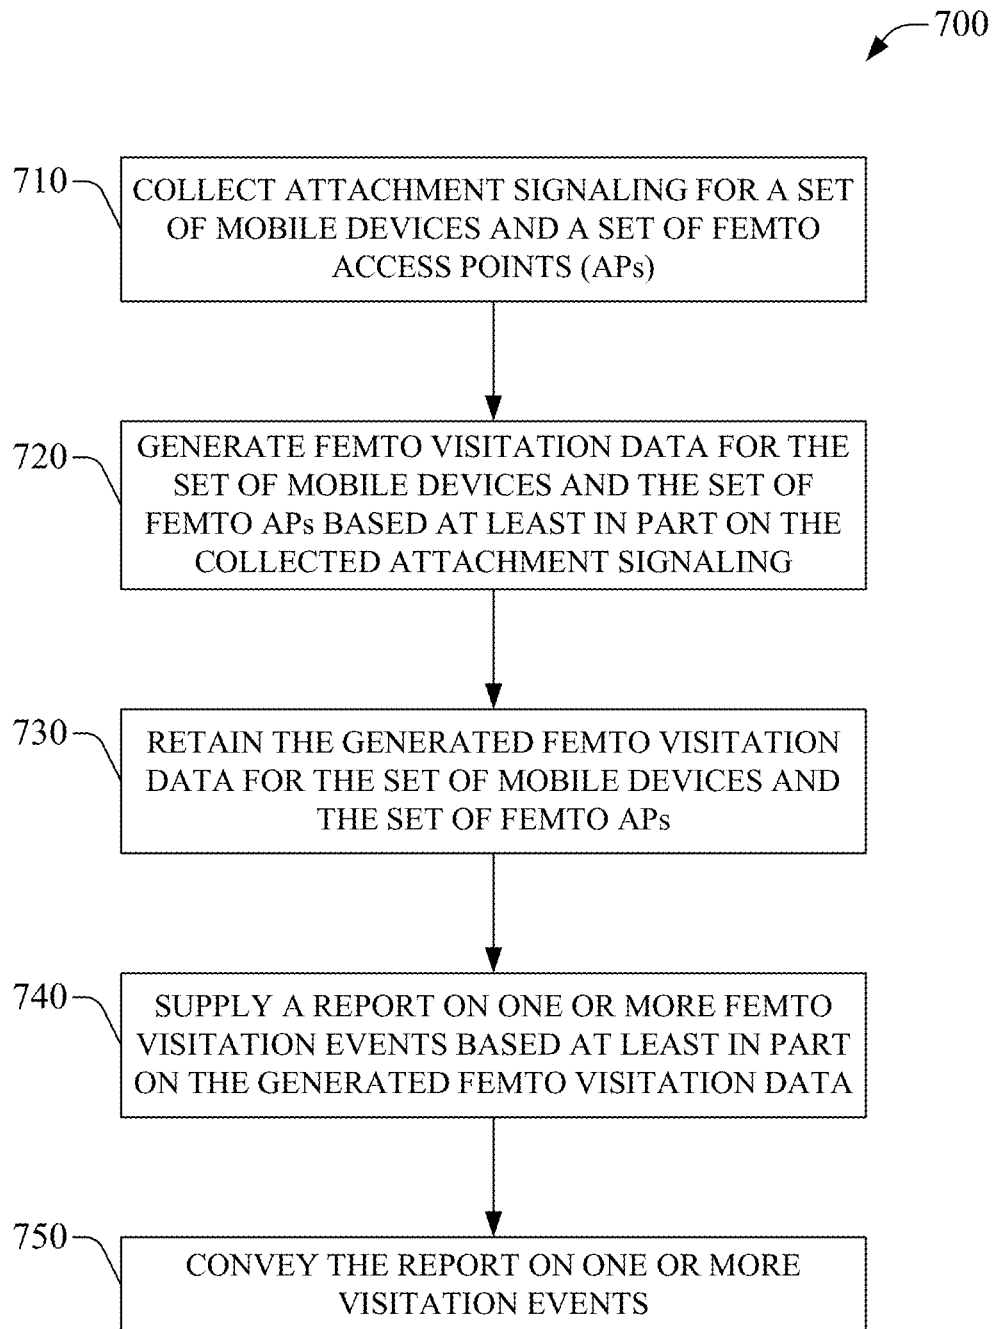 700
710
COLLECT ATTACHMENT SIGNALING FOR A SET
OF MOBILE DEVICES AND A SET OF FEMTO
ACCESS POINTS (APs)
720
GENERATE FEMTO VISITATION DATA FOR THE
SET OF MOBILE DEVICES AND THE SET OF
FEMTO APs BASED AT LEAST IN PART ON THE
COLLECTED ATTACHMENT SIGNALING
730
RETAIN THE GENERATED FEMTO VISITATION
DATA FOR THE SET OF MOBILE DEVICES AND
THE SET OF FEMTO APs
740
SUPPLY A REPORT ON ONE OR MORE FEMTO
VISITATION EVENTS BASED AT LEAST IN PART
ON THE GENERATED FEMTO VISITATION DATA
750
CONVEY THE REPORT ON ONE OR MORE
VISITATION EVENTS